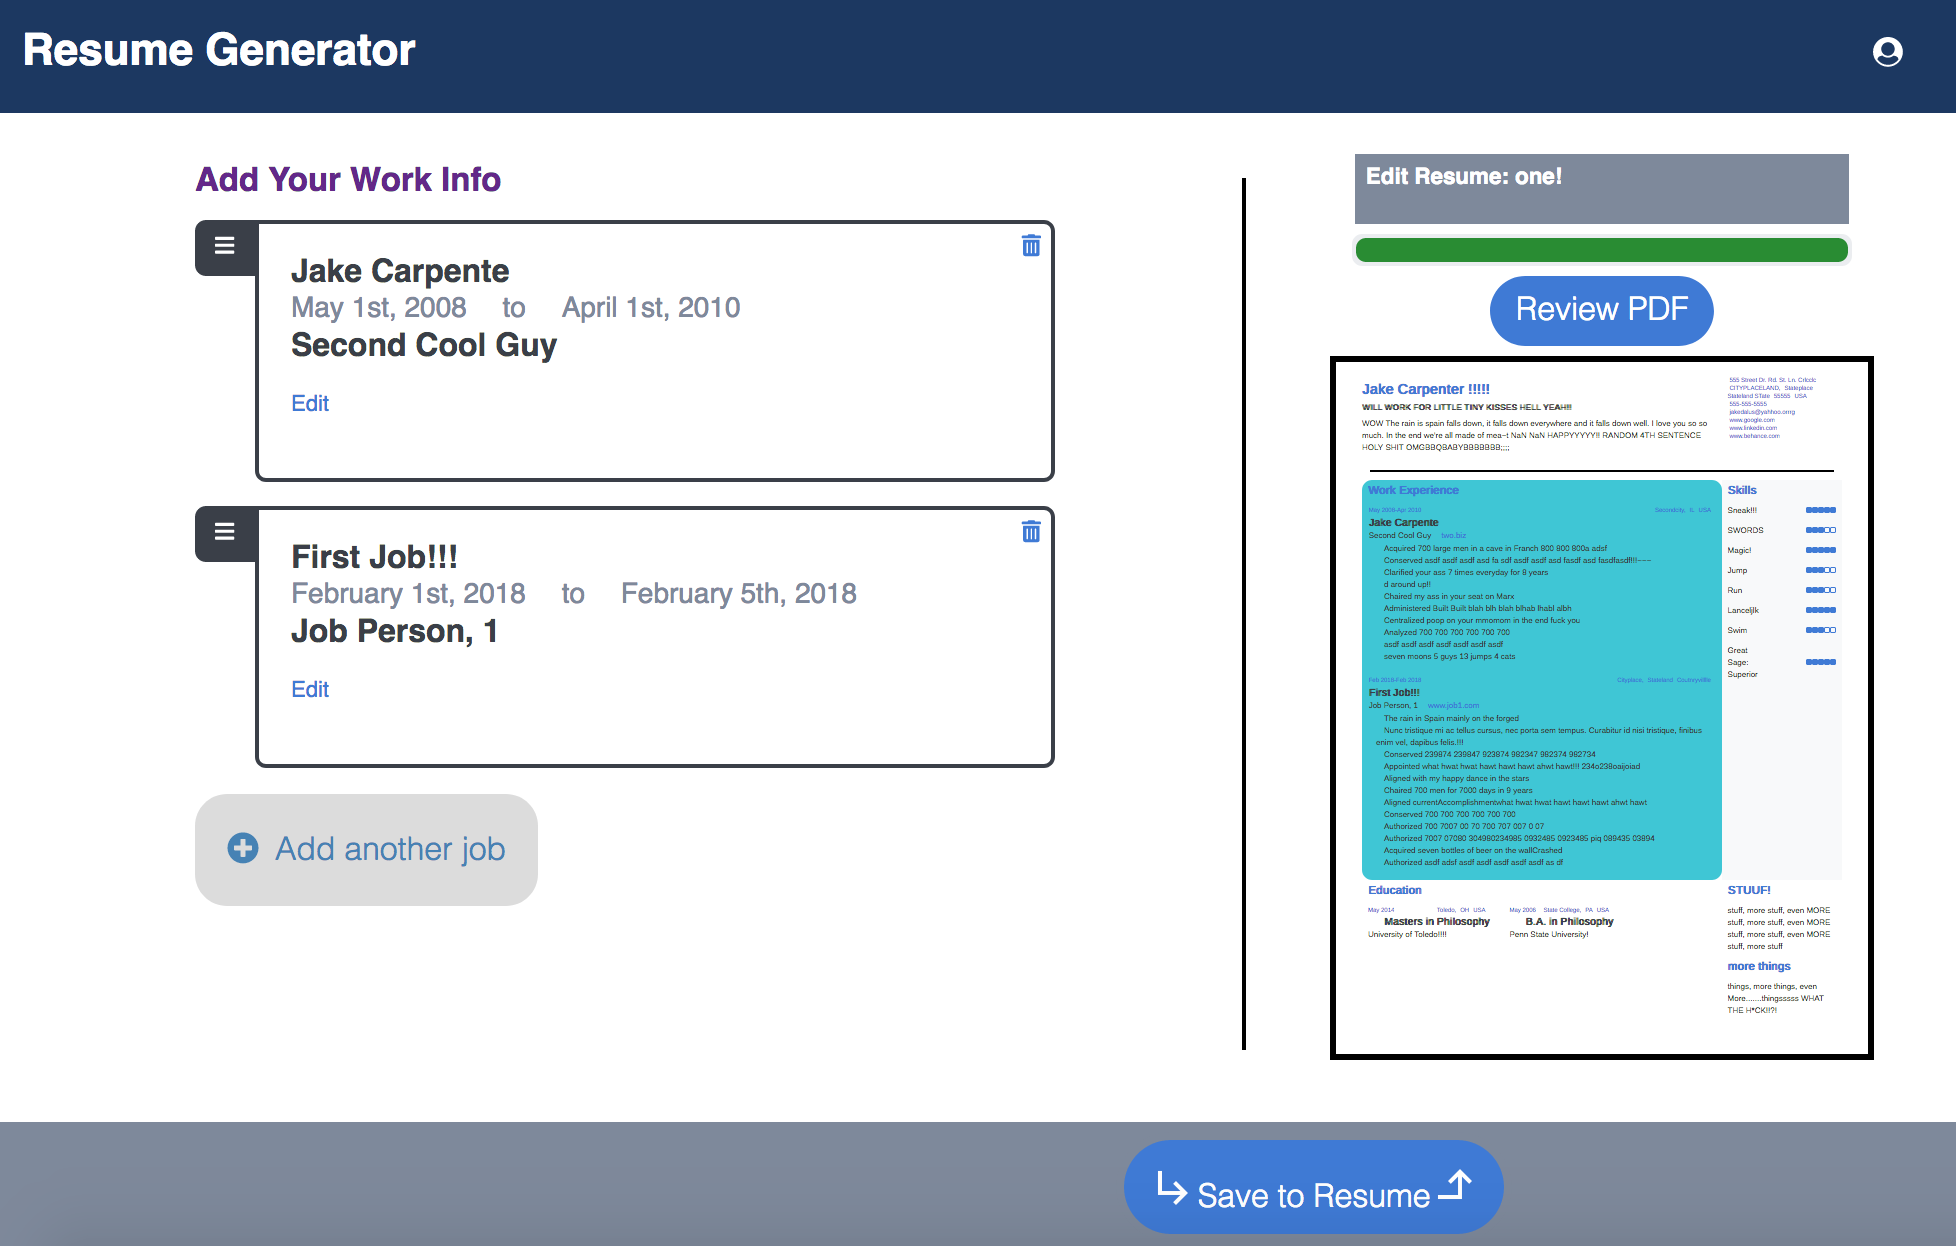 Resume Generator
Add Your Work Info
Jake Carpente
May 1st, 2008 to April 1st, 2010
Second Cool Guy
Edit
First Job!!!
February 1st, 2018 to February 5th, 2018
Job Person, 1
Edit
Add another job
Edit Resume: one!
Review PDF
Jake Carpenter !!!!!
WILL WORK FOR LITTLE TINY KISSES HELL YEAH!!!
WOW The rain is spain falls down, it falls down everywhere and it falls down well. I love you so so
much. In the end we're all made of mea~t NaN NaN HAPPYYYYY!! RANDOM 4TH SENTENCE
HOLY SHIT OMGBBQBABYBBBBBBB;;;;
555 Street Dr. Rd. St. Ln. Crlcclc
CITYPLACELAND, Stateplace
Stateland STate 55555 USA
555-555-5555
jakedalus@yahhoo.orrrg
www.google.com
www.linkedin.com
www.behance.com
Work Experience
May 2008-Apr 2010 Secondcity, IL USA
Jake Carpente
Second Cool Guy two.biz
Acquired 700 large men in a cave in Franch 800 800 800a adsf
Conserved asdf asdf asdf asd fa sdf asdf asdf asd fasdf asd fasdfasdf!!!~~~
Clarified your ass 7 times everyday for 8 years
d around up!!
Chaired my ass in your seat on Marx
Administered Built Built blah blh blah blhab lhabl albh
Centralized poop on your mmomom in the end fuck you
Analyzed 700 700 700 700 700 700
asdf asdf asdf asdf asdf asdf asdf
seven moons 5 guys 13 jumps 4 cats
Feb 2018-Feb 2018 Cityplace, Stateland Coutnryvillle
First Job!!!
Job Person, 1 www.job1.com
The rain in Spain mainly on the forged
Nunc tristique mi ac tellus cursus, nec porta sem tempus. Curabitur id nisi tristique, finibus
enim vel, dapibus felis.!!!
Conserved 239874 239847 923874 982347 982374 982734
Appointed what hwat hwat hawt hawt hawt ahwt hawt!!! 234o238oaijoiad
Aligned with my happy dance in the stars
Chaired 700 men for 7000 days in 9 years
Aligned currentAccomplishmentwhat hwat hwat hawt hawt hawt ahwt hawt
Conserved 700 700 700 700 700 700
Authorized 700 7007 00 70 700 707 007 0 07
Authorized 7007 07080 304980234985 0932485 0923485 piq 089435 03894
Acquired seven bottles of beer on the wallCrashed
Authorized asdf adsf asdf asdf asdf asdf asdf as df
Skills
Sneak!!!
SWORDS
Magic!
Jump
Run
Lanceljlk
Swim
Great
Sage:
Superior
Education
May 2014 Toledo, OH USA
Masters in Philosophy
University of Toledo!!!!
May 2006 State College, PA USA
B.A. in Philosophy
Penn State University!
STUUF!
stuff, more stuff, even MORE
stuff, more stuff, even MORE
stuff, more stuff, even MORE
stuff, more stuff
more things
things, more things, even
More.......thingsssss WHAT
THE H*CK!!?!
Save to Resume